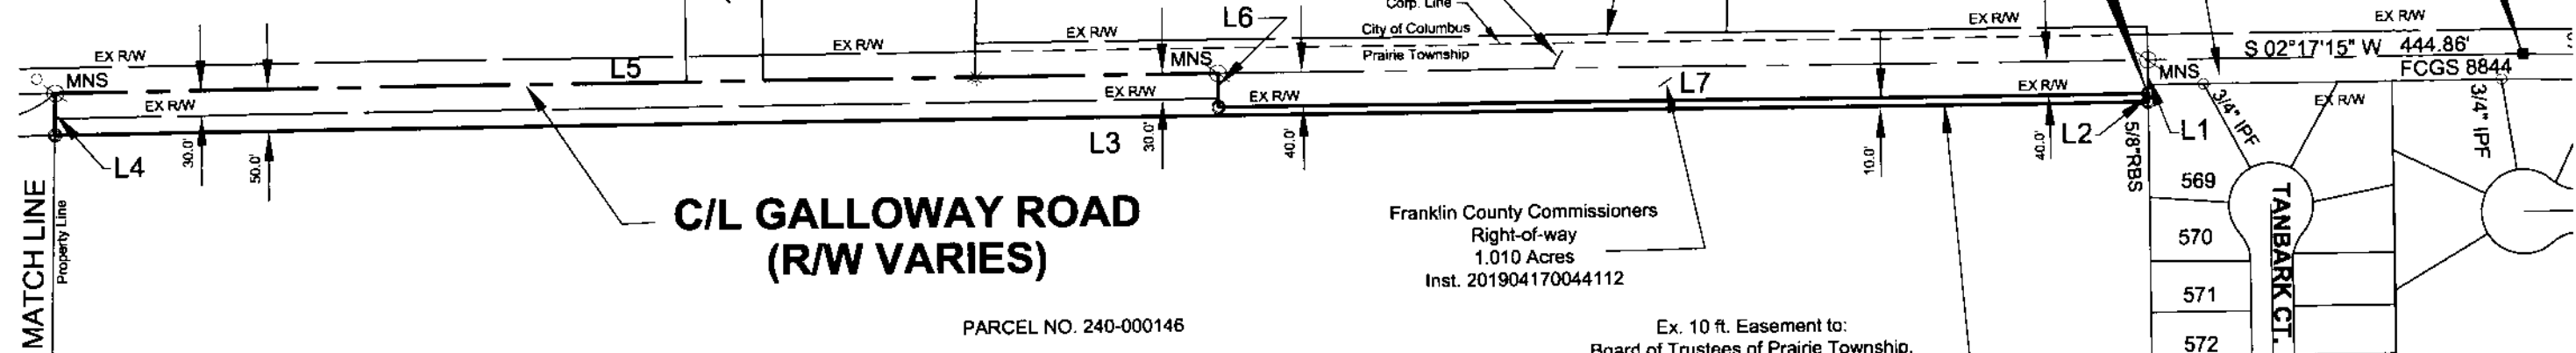 Corp. Line
City of Columbus
Prairie Township
EX R/W
EX R/W
EX R/W
EX R/W
EX R/W
MNS
L5
MNS
L6
EX R/W
EX R/W
EX R/W
L7
EX R/W
S 02°17'15" W 444.86'
FCGS 8844
MNS
EX R/W
3/4" IPF
3/4" IPF
L4
30.0'
50.0'
L3
30.0'
40.0'
10.0'
40.0'
L2
5/8"RBS
L1
MATCH LINE
Property Line
C/L GALLOWAY ROAD
(R/W VARIES)
Franklin County Commissioners
Right-of-way
1.010 Acres
Inst. 201904170044112
PARCEL NO. 240-000146
Ex. 10 ft. Easement to:
Board of Trustees of Prairie Township,
569
570
571
572
TANBARK CT.